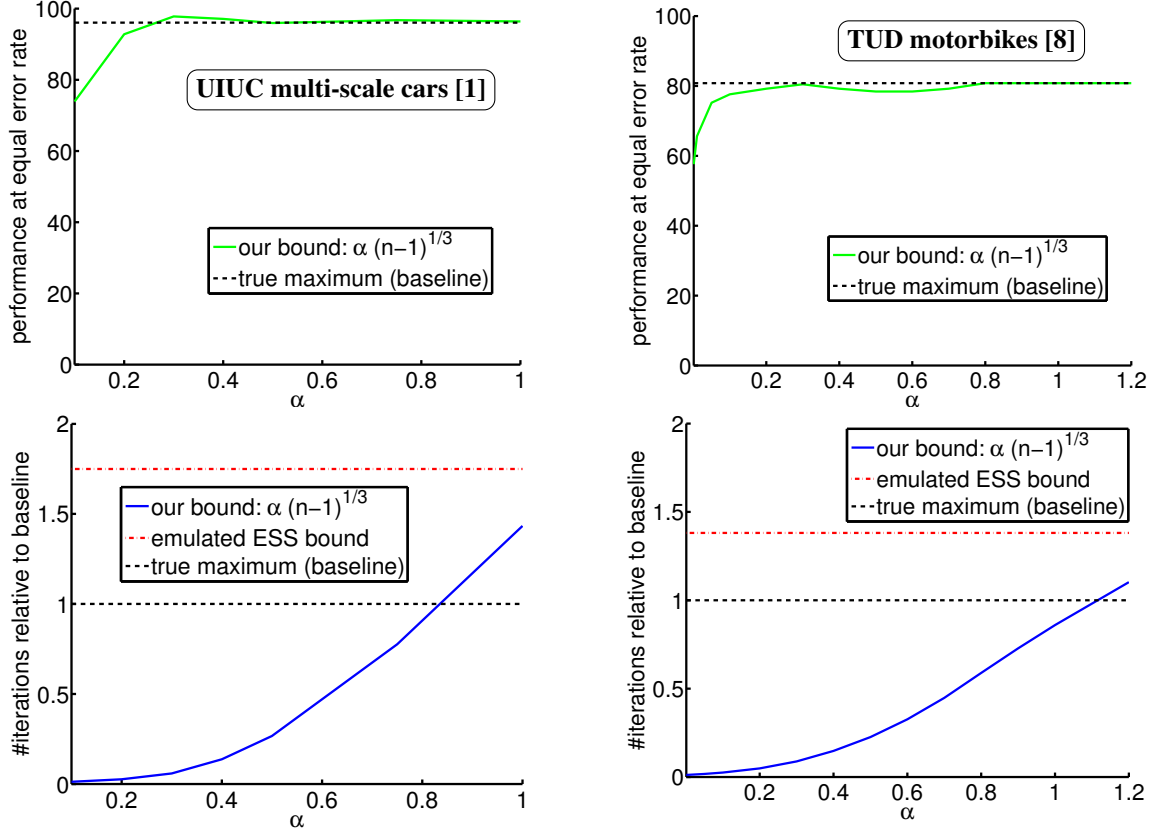 UIUC multi-scale cars [1]
performance at equal error rate
100
80
60
40
20
0
our bound: α (n−1)^1/3
true maximum (baseline)
0.2 0.4 0.6 0.8 1
α
TUD motorbikes [8]
performance at equal error rate
100
80
60
40
20
0
our bound: α (n−1)^1/3
true maximum (baseline)
0.2 0.4 0.6 0.8 1 1.2
α
#iterations relative to baseline
2
1.5
1
0.5
0
our bound: α (n−1)^1/3
emulated ESS bound
true maximum (baseline)
0.2 0.4 0.6 0.8 1
α
#iterations relative to baseline
2
1.5
1
0.5
0
our bound: α (n−1)^1/3
emulated ESS bound
true maximum (baseline)
0.2 0.4 0.6 0.8 1 1.2
α